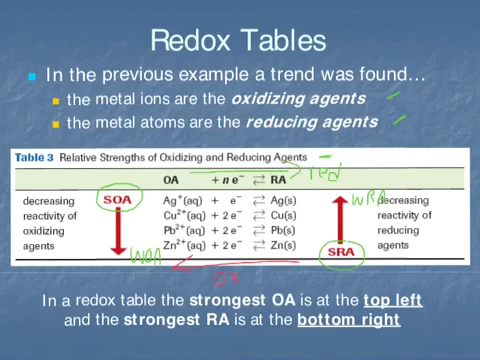 Redox Tables
In the previous example a trend was found…
the metal ions are the oxidizing agents
the metal atoms are the reducing agents
Table 3 Relative Strengths of Oxidizing and Reducing Agents
OA + n e⁻ ⇄ RA
red
decreasing reactivity of oxidizing agents
SOA
WOA
Ag⁺(aq) + e⁻ ⇄ Ag(s)
Cu²⁺(aq) + 2 e⁻ ⇄ Cu(s)
Pb²⁺(aq) + 2 e⁻ ⇄ Pb(s)
Zn²⁺(aq) + 2 e⁻ ⇄ Zn(s)
WRA
SRA
decreasing reactivity of reducing agents
ox
In a redox table the strongest OA is at the top left
and the strongest RA is at the bottom right